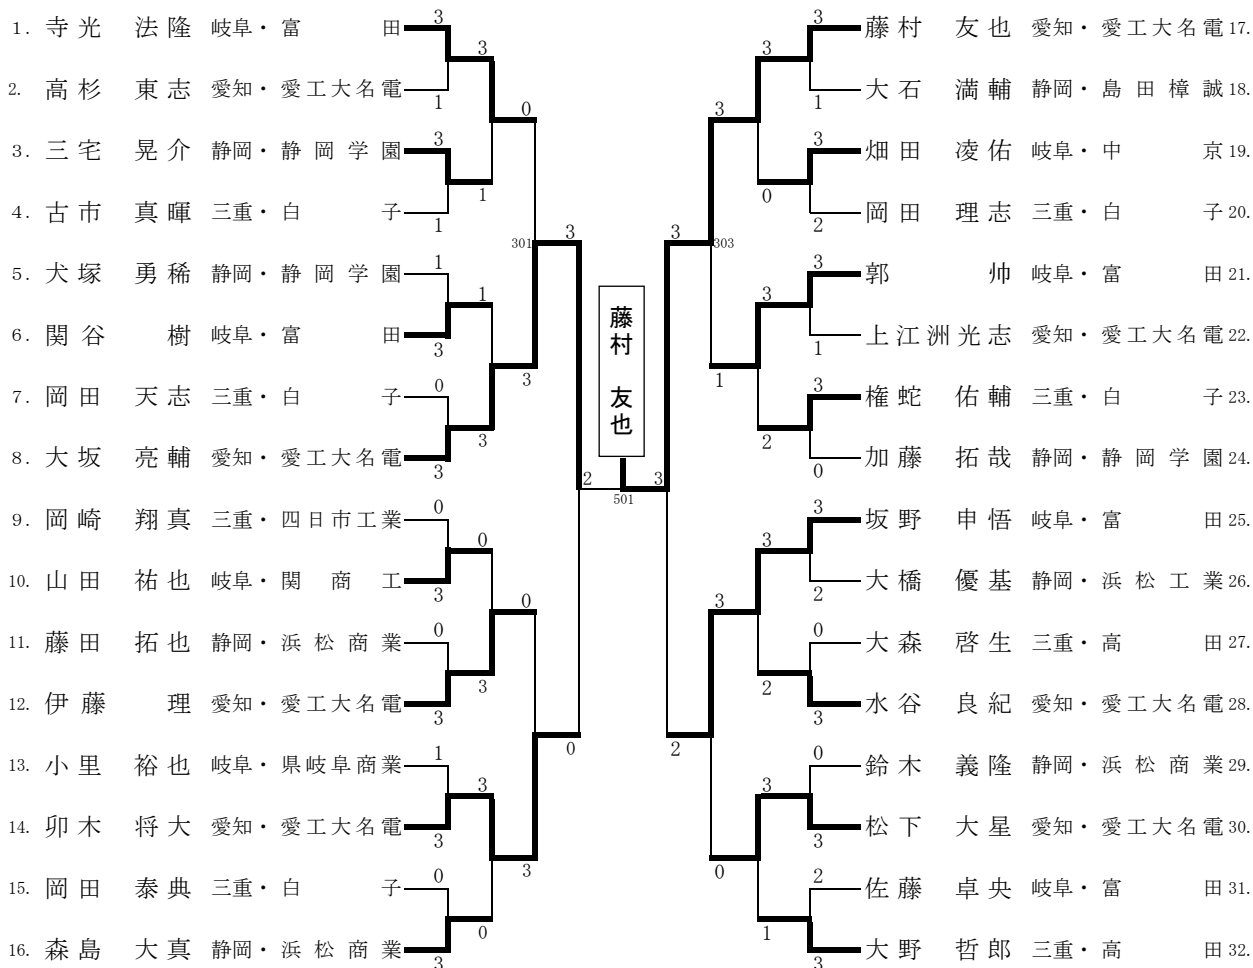 1. 寺光 法隆 岐阜・富田 3
3
2. 高杉 東志 愛知・愛工大名電 1
0
3. 三宅 晃介 静岡・静岡学園 3
1
4. 古市 真暉 三重・白子 1
301 3
5. 犬塚 勇稀 静岡・静岡学園 1
1
6. 関谷 樹 岐阜・富田 3
3
7. 岡田 天志 三重・白子 0
3
8. 大坂 亮輔 愛知・愛工大名電 3
2
9. 岡崎 翔真 三重・四日市工業 0
0
10. 山田 祐也 岐阜・関商工 3
0
11. 藤田 拓也 静岡・浜松商業 0
3
12. 伊藤 理 愛知・愛工大名電 3
0
13. 小里 裕也 岐阜・県岐阜商業 1
3
14. 卯木 将大 愛知・愛工大名電 3
3
15. 岡田 泰典 三重・白子 0
0
16. 森島 大真 静岡・浜松商業 3
藤村 友也
501
3 藤村 友也 愛知・愛工大名電 17.
3
1 大石 満輔 静岡・島田樟誠 18.
3
3 畑田 凌佑 岐阜・中京 19.
0
2 岡田 理志 三重・白子 20.
3 303
3 郭 帅 岐阜・富田 21.
3
1 上江洲光志 愛知・愛工大名電 22.
1
3 権蛇 佑輔 三重・白子 23.
2
0 加藤 拓哉 静岡・静岡学園 24.
3
3 坂野 申悟 岐阜・富田 25.
3
2 大橋 優基 静岡・浜松工業 26.
3
0 大森 啓生 三重・高田 27.
2
3 水谷 良紀 愛知・愛工大名電 28.
2
0 鈴木 義隆 静岡・浜松商業 29.
3
3 松下 大星 愛知・愛工大名電 30.
0
2 佐藤 卓央 岐阜・富田 31.
1
3 大野 哲郎 三重・高田 32.